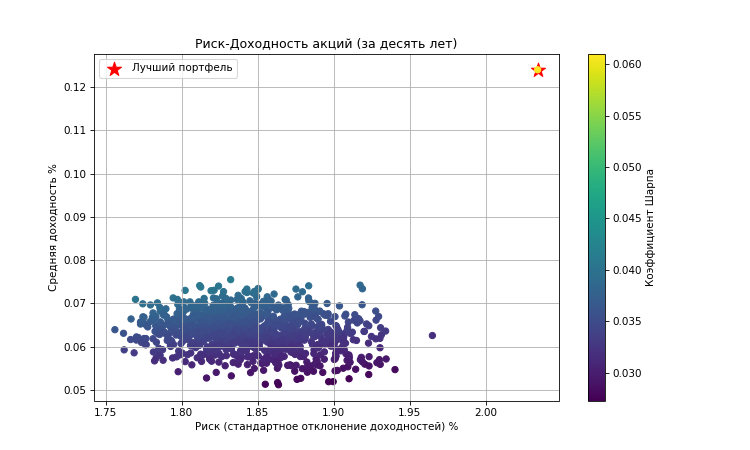 Риск-Доходность акций (за десять лет)
Лучший портфель
Средняя доходность %
0.12
0.11
0.10
0.09
0.08
0.07
0.06
0.05
1.75 1.80 1.85 1.90 1.95 2.00
Риск (стандартное отклонение доходностей) %
0.060
0.055
0.050
0.045
0.040
0.035
0.030
Коэффициент Шарпа